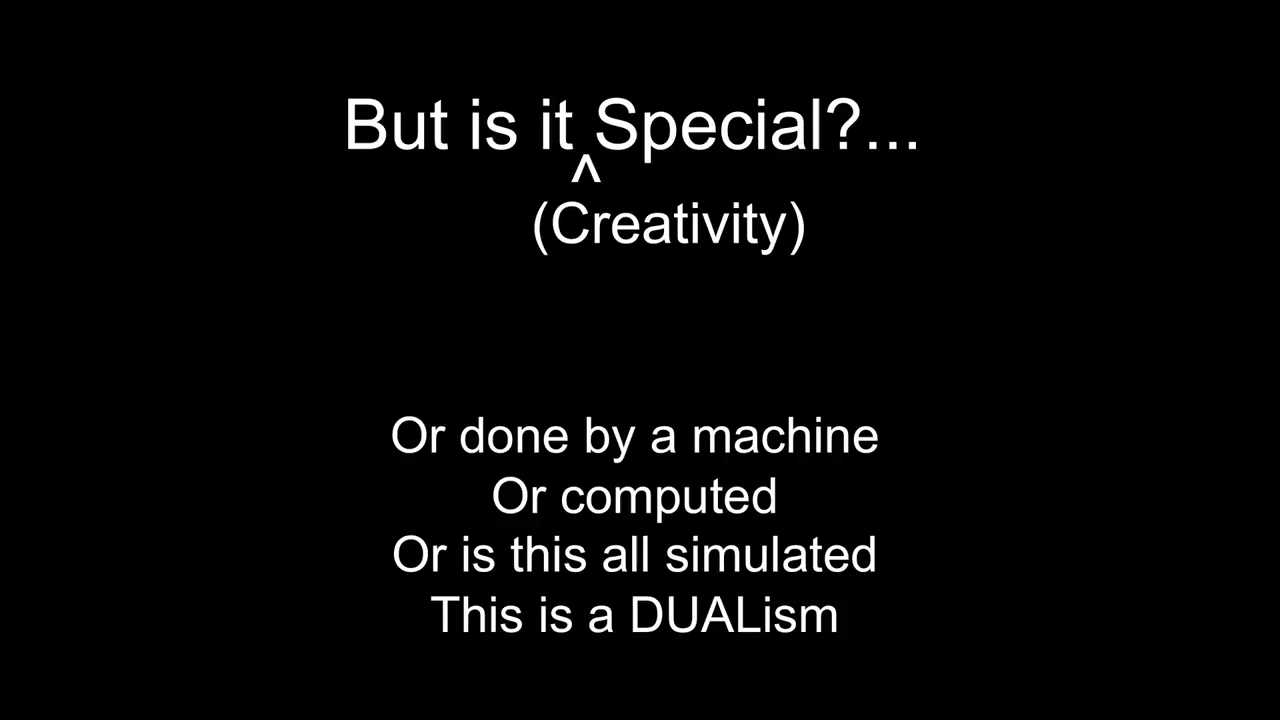 But is it Special?...
^
(Creativity)
Or done by a machine
Or computed
Or is this all simulated
This is a DUALism